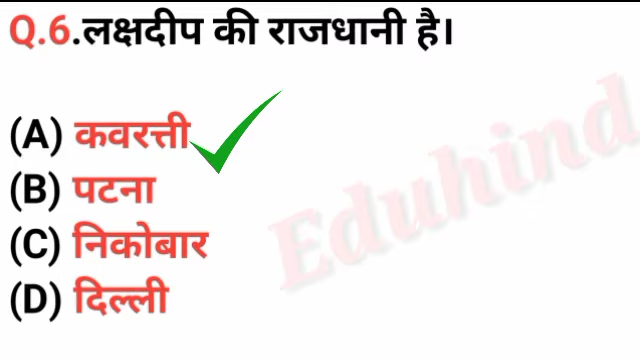 Q.6.लक्षदीप की राजधानी है।
(A) कवरत्ती
(B) पटना
(C) निकोबार
(D) दिल्ली
Eduhind